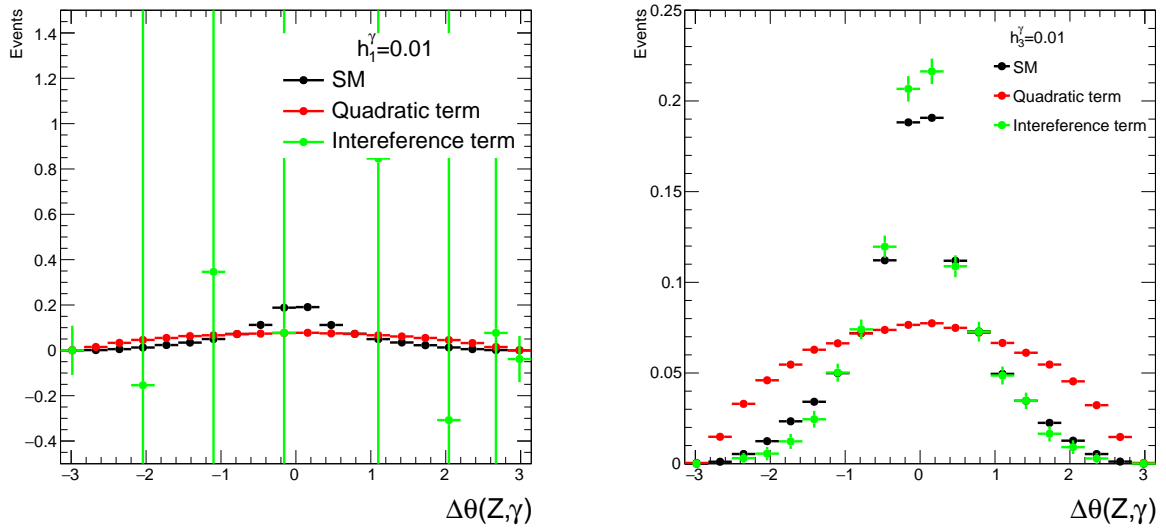 Events
1.4
1.2
1
0.8
0.6
0.4
0.2
0
−0.2
−0.4
h₁^γ=0.01
SM
Quadratic term
Intereference term
−3 −2 −1 0 1 2 3
Δθ(Z,γ)
Events
0.25
0.2
0.15
0.1
0.05
0
h₃^γ=0.01
SM
Quadratic term
Intereference term
−3 −2 −1 0 1 2 3
Δθ(Z,γ)